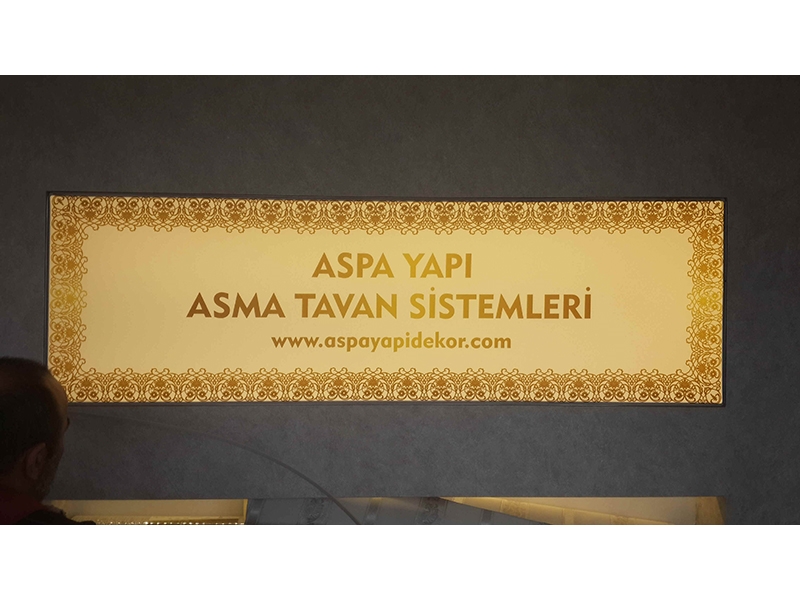 ASPA YAPI
ASMA TAVAN SİSTEMLERİ
www.aspayapidekor.com